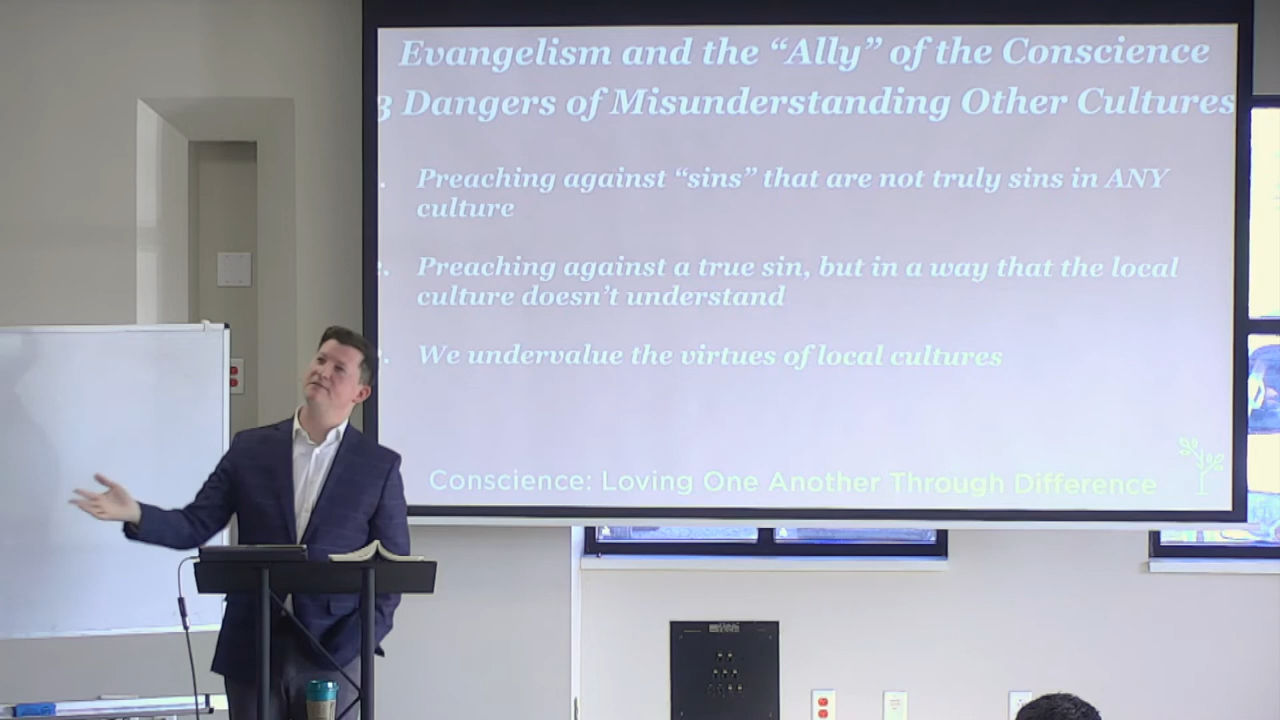 Evangelism and the “Ally” of the Conscience
3 Dangers of Misunderstanding Other Cultures
Preaching against “sins” that are not truly sins in ANY
culture
Preaching against a true sin, but in a way that the local
culture doesn’t understand
We undervalue the virtues of local cultures
Conscience: Loving One Another Through Difference